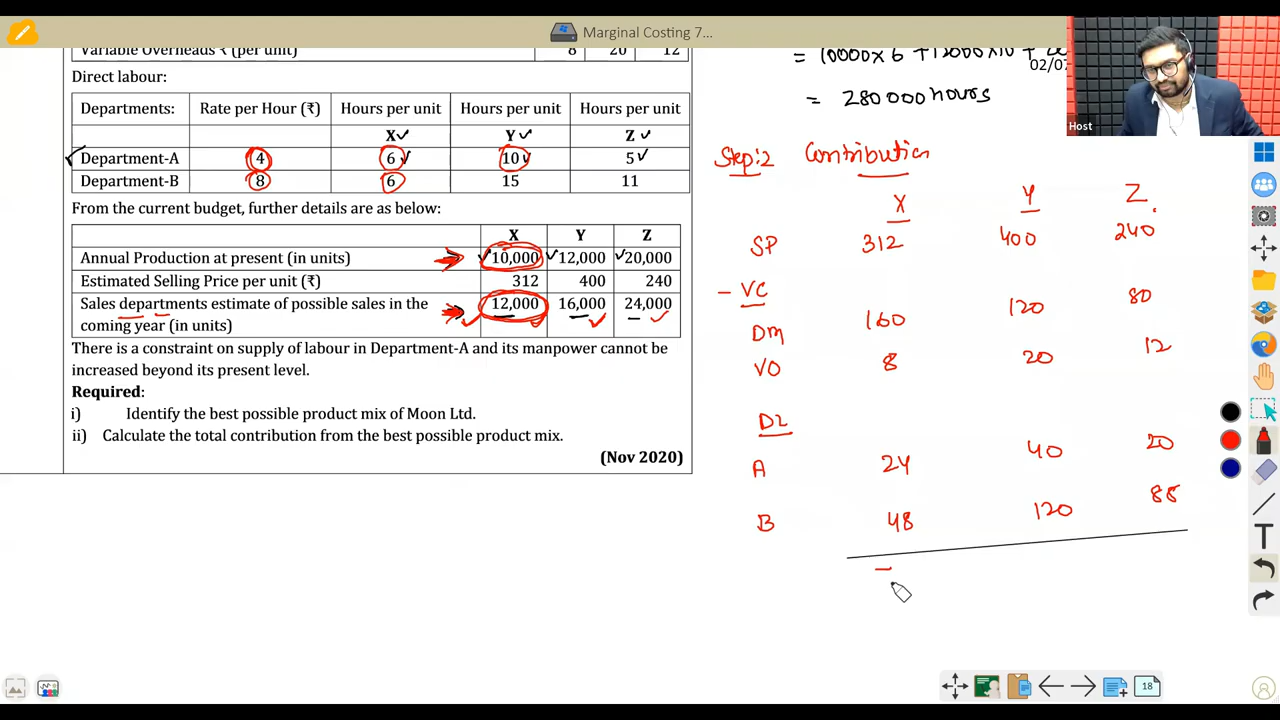 Marginal Costing 7...
Variable Overheads ₹ (per unit) 8 20 12
Direct labour:
Departments: Rate per Hour (₹) Hours per unit Hours per unit Hours per unit
X Y Z
Department-A 4 6 10 5
Department-B 8 6 15 11
From the current budget, further details are as below:
X Y Z
Annual Production at present (in units) 10,000 12,000 20,000
Estimated Selling Price per unit (₹) 312 400 240
Sales departments estimate of possible sales in the 12,000 16,000 24,000
coming year (in units)
There is a constraint on supply of labour in Department-A and its manpower cannot be
increased beyond its present level.
Required:
i) Identify the best possible product mix of Moon Ltd.
ii) Calculate the total contribution from the best possible product mix.
(Nov 2020)
= 10000x6 + 12000x10 +
02/0
= 280000 hours
Host
Step:2 Contribution
X Y Z
SP 312 400 240
- VC
DM 160 120 80
VO 8 20 12
DL
A 24 40 20
B 48 120 88
18